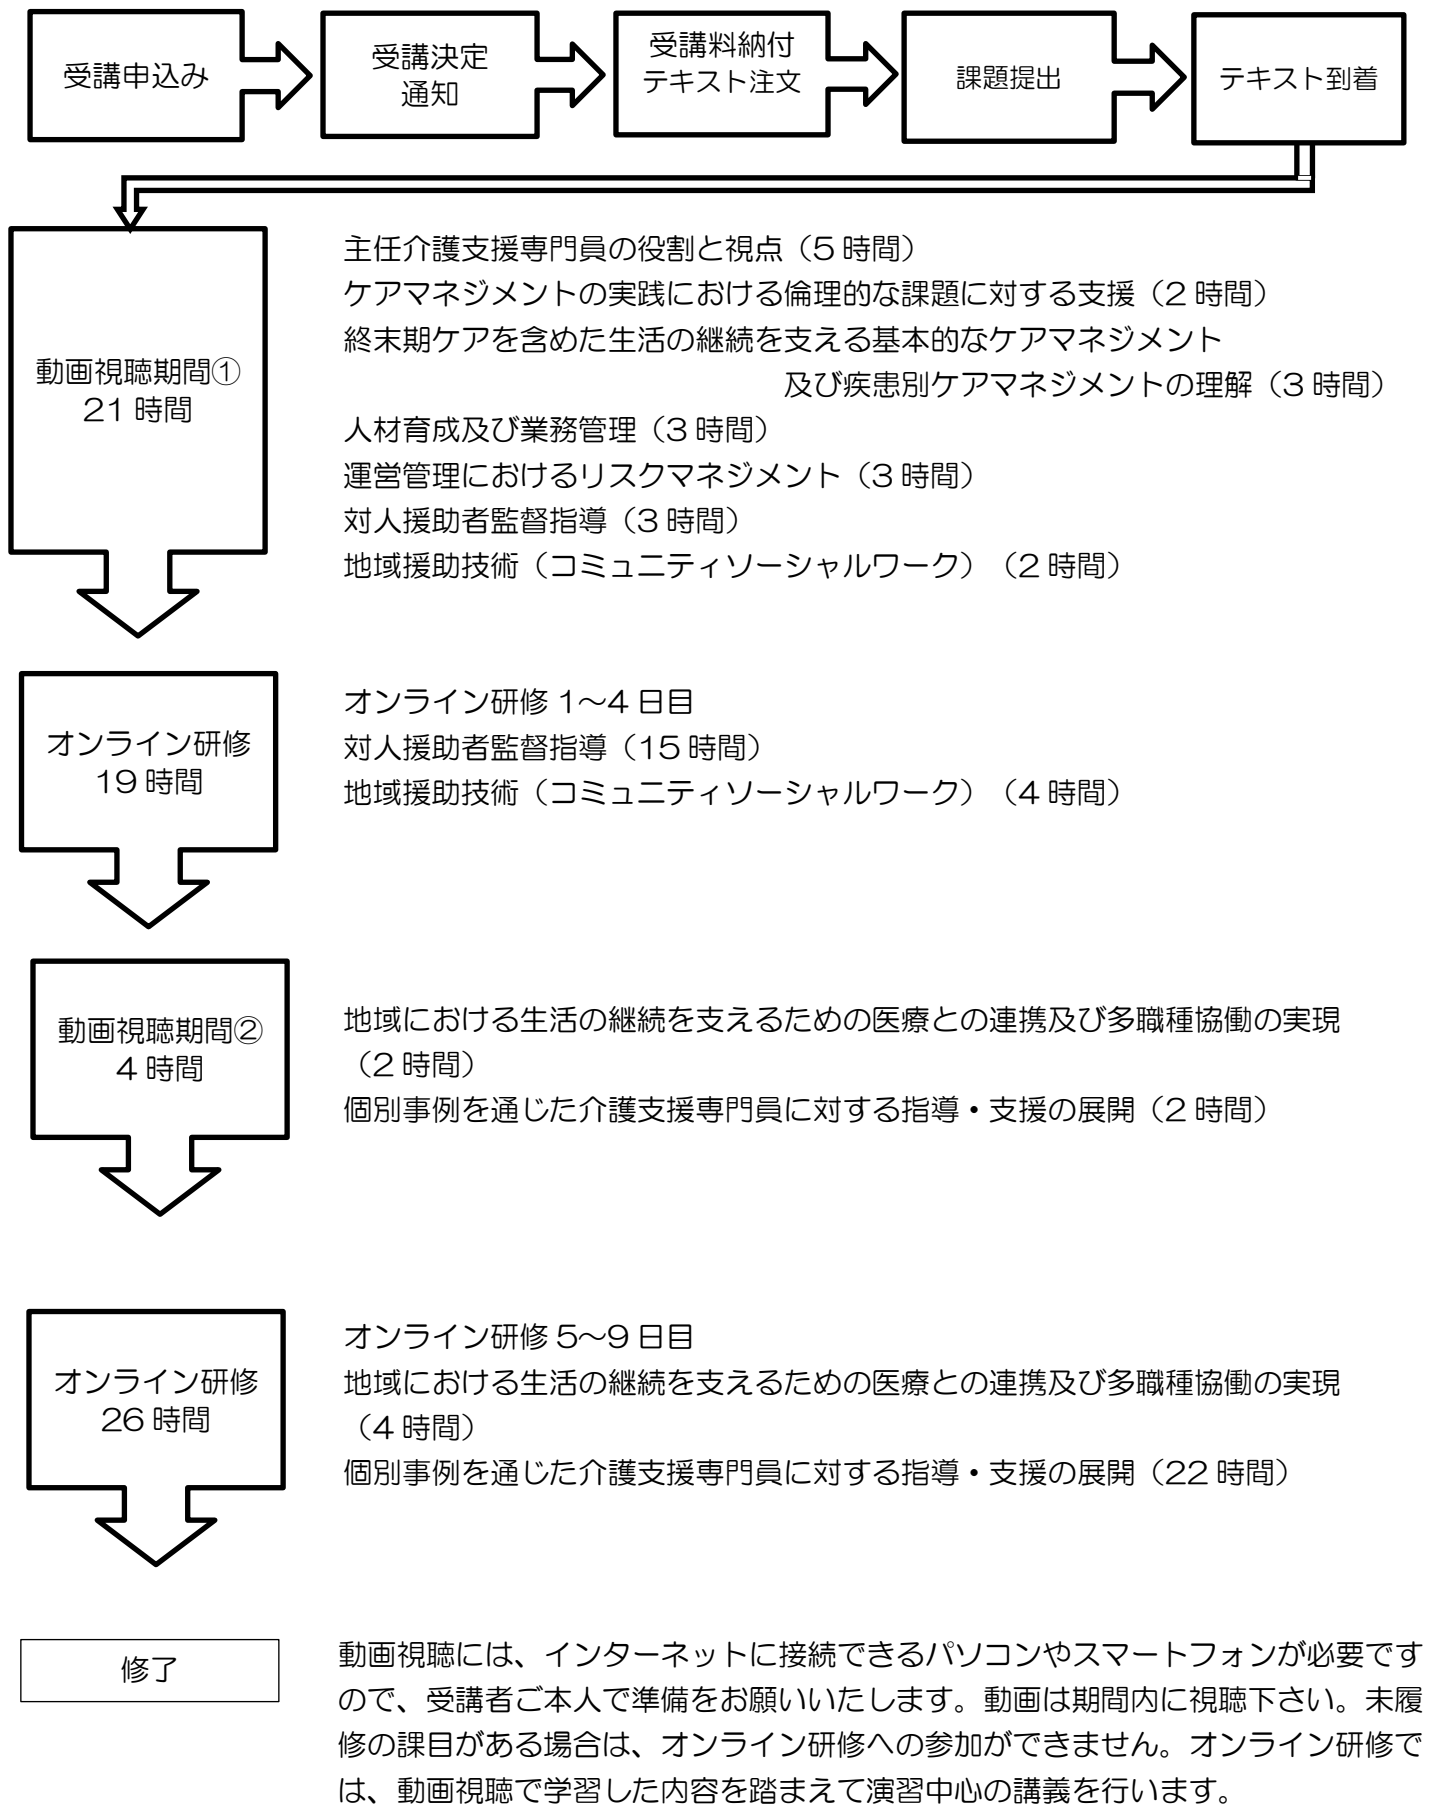 受講申込み
受講決定
通知
受講料納付
テキスト注文
課題提出
テキスト到着
動画視聴期間①
21 時間
主任介護支援専門員の役割と視点（5 時間）
ケアマネジメントの実践における倫理的な課題に対する支援（2 時間）
終末期ケアを含めた生活の継続を支える基本的なケアマネジメント
及び疾患別ケアマネジメントの理解（3 時間）
人材育成及び業務管理（3 時間）
運営管理におけるリスクマネジメント（3 時間）
対人援助者監督指導（3 時間）
地域援助技術（コミュニティソーシャルワーク）（2 時間）
オンライン研修
19 時間
オンライン研修 1～4 日目
対人援助者監督指導（15 時間）
地域援助技術（コミュニティソーシャルワーク）（4 時間）
動画視聴期間②
4 時間
地域における生活の継続を支えるための医療との連携及び多職種協働の実現
（2 時間）
個別事例を通じた介護支援専門員に対する指導・支援の展開（2 時間）
オンライン研修
26 時間
オンライン研修 5～9 日目
地域における生活の継続を支えるための医療との連携及び多職種協働の実現
（4 時間）
個別事例を通じた介護支援専門員に対する指導・支援の展開（22 時間）
修了
動画視聴には、インターネットに接続できるパソコンやスマートフォンが必要です
ので、受講者ご本人で準備をお願いいたします。動画は期間内に視聴下さい。未履
修の課目がある場合は、オンライン研修への参加ができません。オンライン研修で
は、動画視聴で学習した内容を踏まえて演習中心の講義を行います。